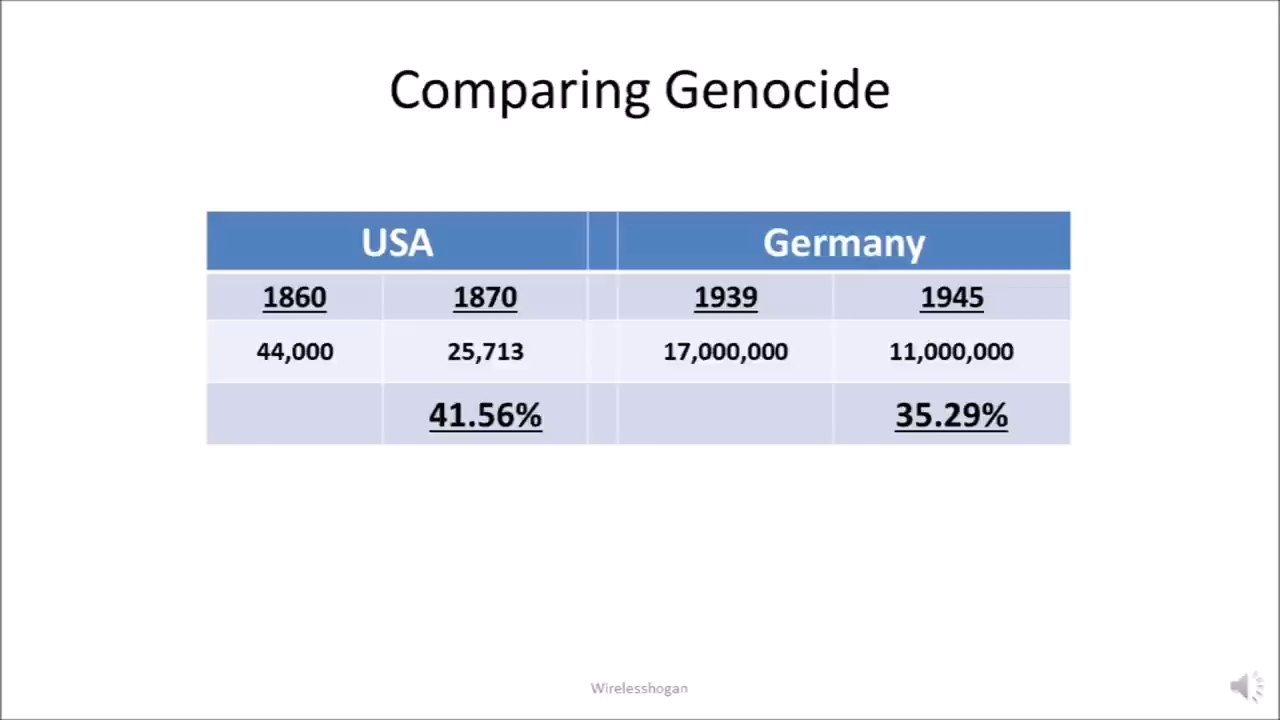 Comparing Genocide
USA Germany
1860 1870 1939 1945
44,000 25,713 17,000,000 11,000,000
41.56% 35.29%
Wirelesshogan